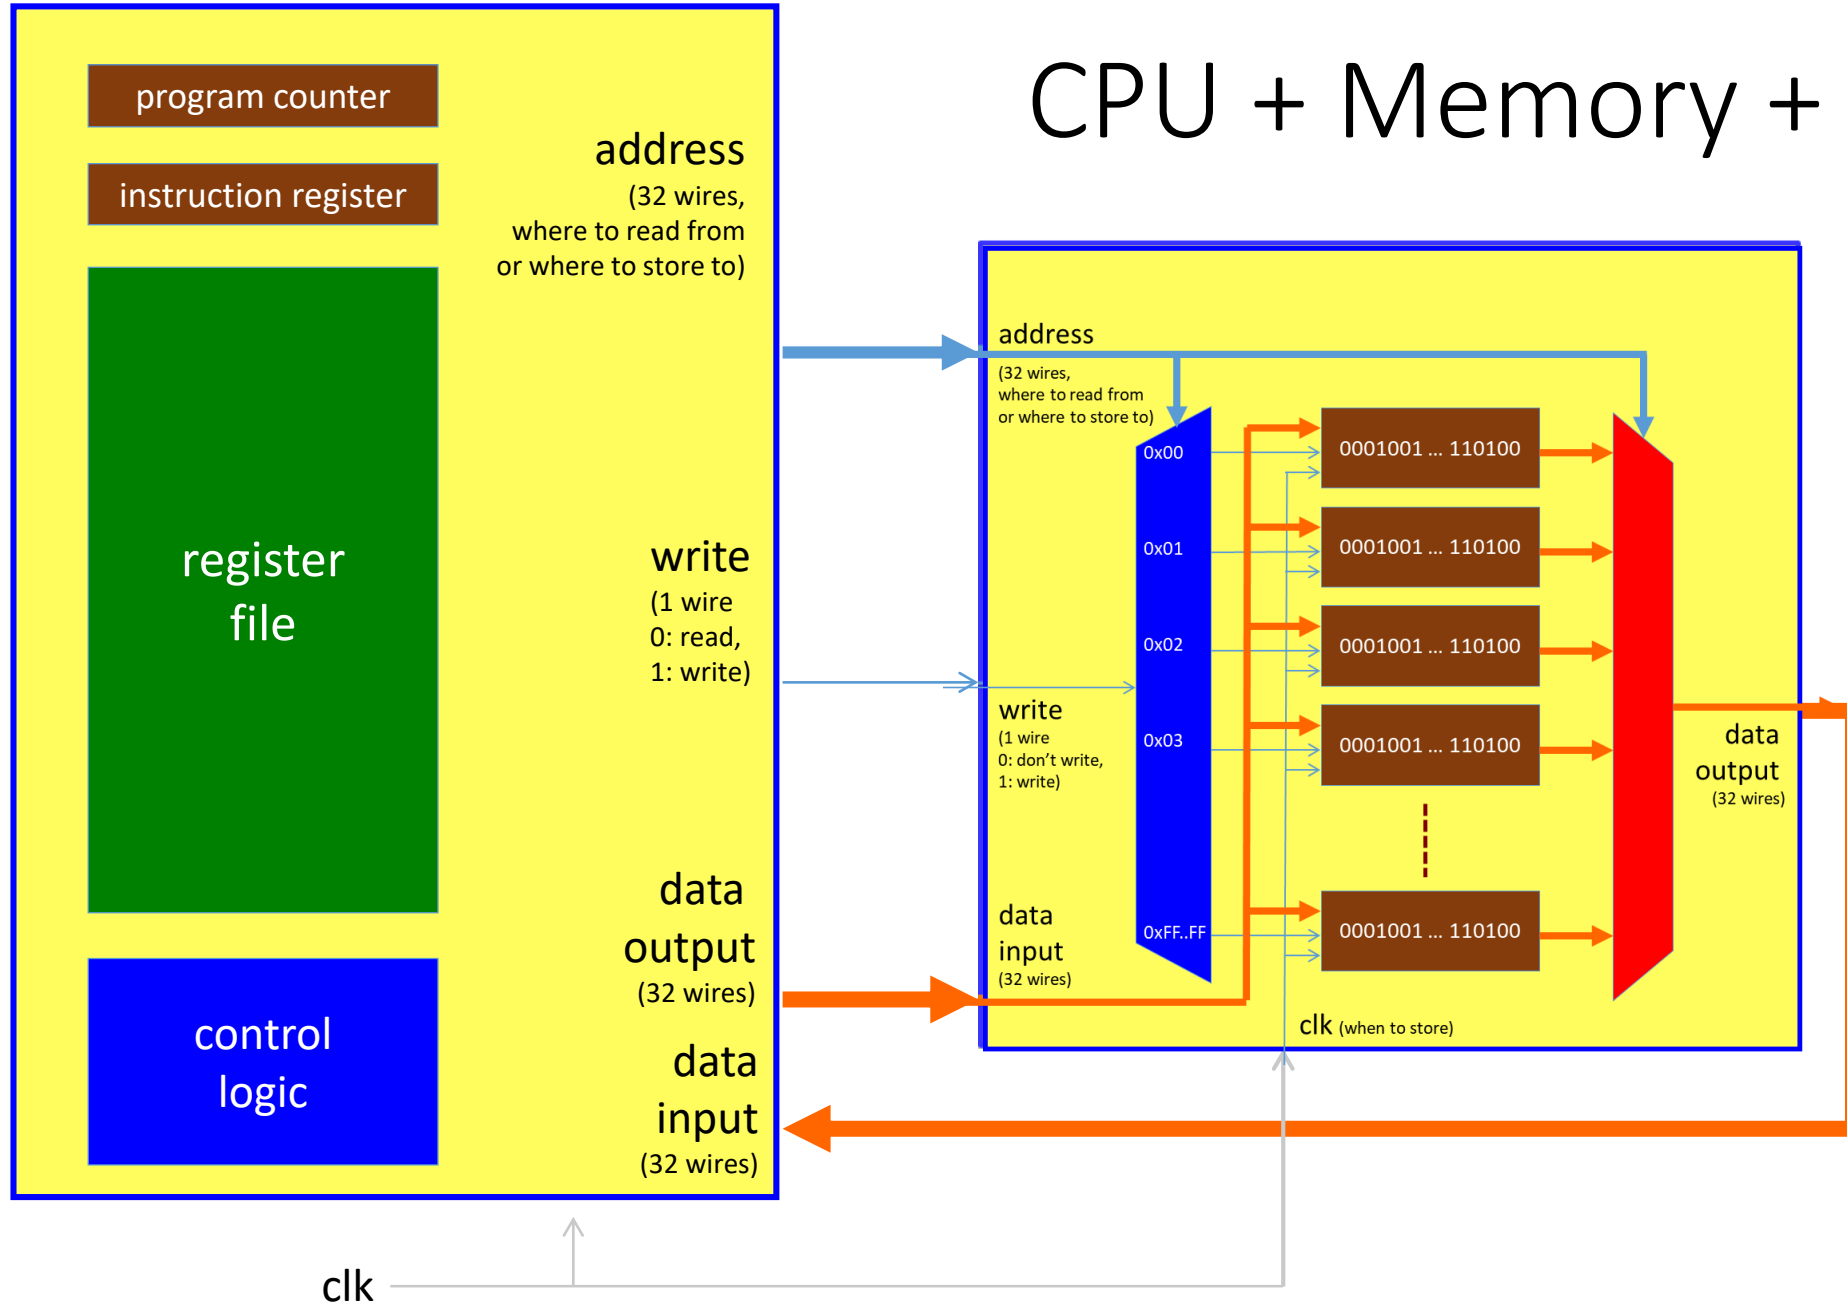 CPU + Memory +
program counter
instruction register
register
file
control
logic
address
(32 wires,
where to read from
or where to store to)
write
(1 wire
0: read,
1: write)
data
output
(32 wires)
data
input
(32 wires)
clk
address
(32 wires,
where to read from
or where to store to)
write
(1 wire
0: don't write,
1: write)
data
input
(32 wires)
0x00
0x01
0x02
0x03
0xFF..FF
0001001 ... 110100
0001001 ... 110100
0001001 ... 110100
0001001 ... 110100
0001001 ... 110100
clk (when to store)
data
output
(32 wires)